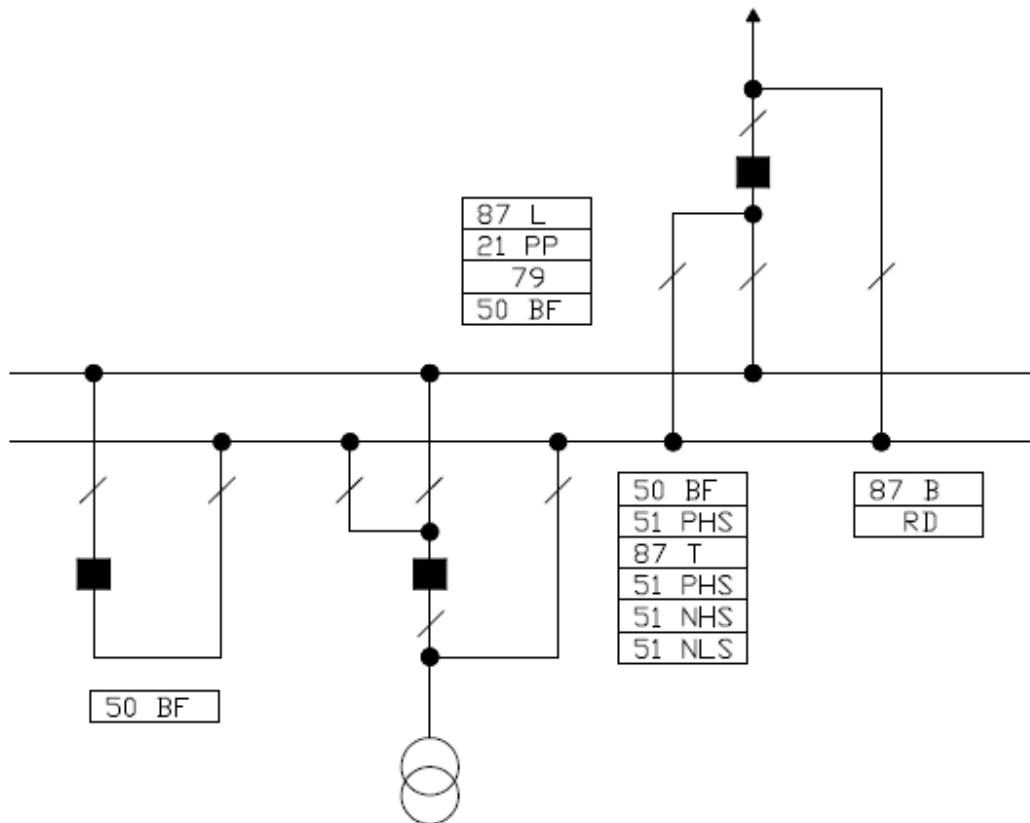 87 L
21 PP
79
50 BF
50 BF
51 PHS
87 T
51 PHS
51 NHS
51 NLS
87 B
RD
50 BF